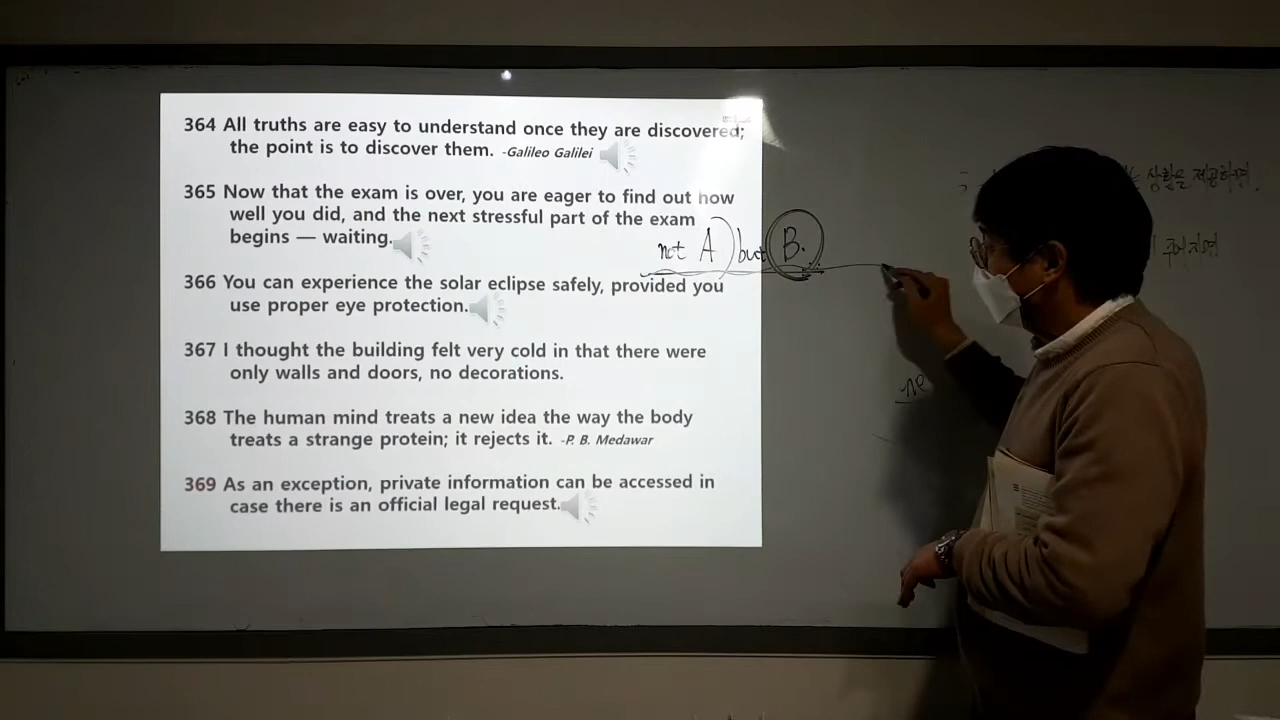 364 All truths are easy to understand once they are discovered;
the point is to discover them. -Galileo Galilei
365 Now that the exam is over, you are eager to find out how
well you did, and the next stressful part of the exam
begins — waiting.
not A but B.
366 You can experience the solar eclipse safely, provided you
use proper eye protection.
367 I thought the building felt very cold in that there were
only walls and doors, no decorations.
368 The human mind treats a new idea the way the body
treats a strange protein; it rejects it. -P. B. Medawar
369 As an exception, private information can be accessed in
case there is an official legal request.
상황을
ne